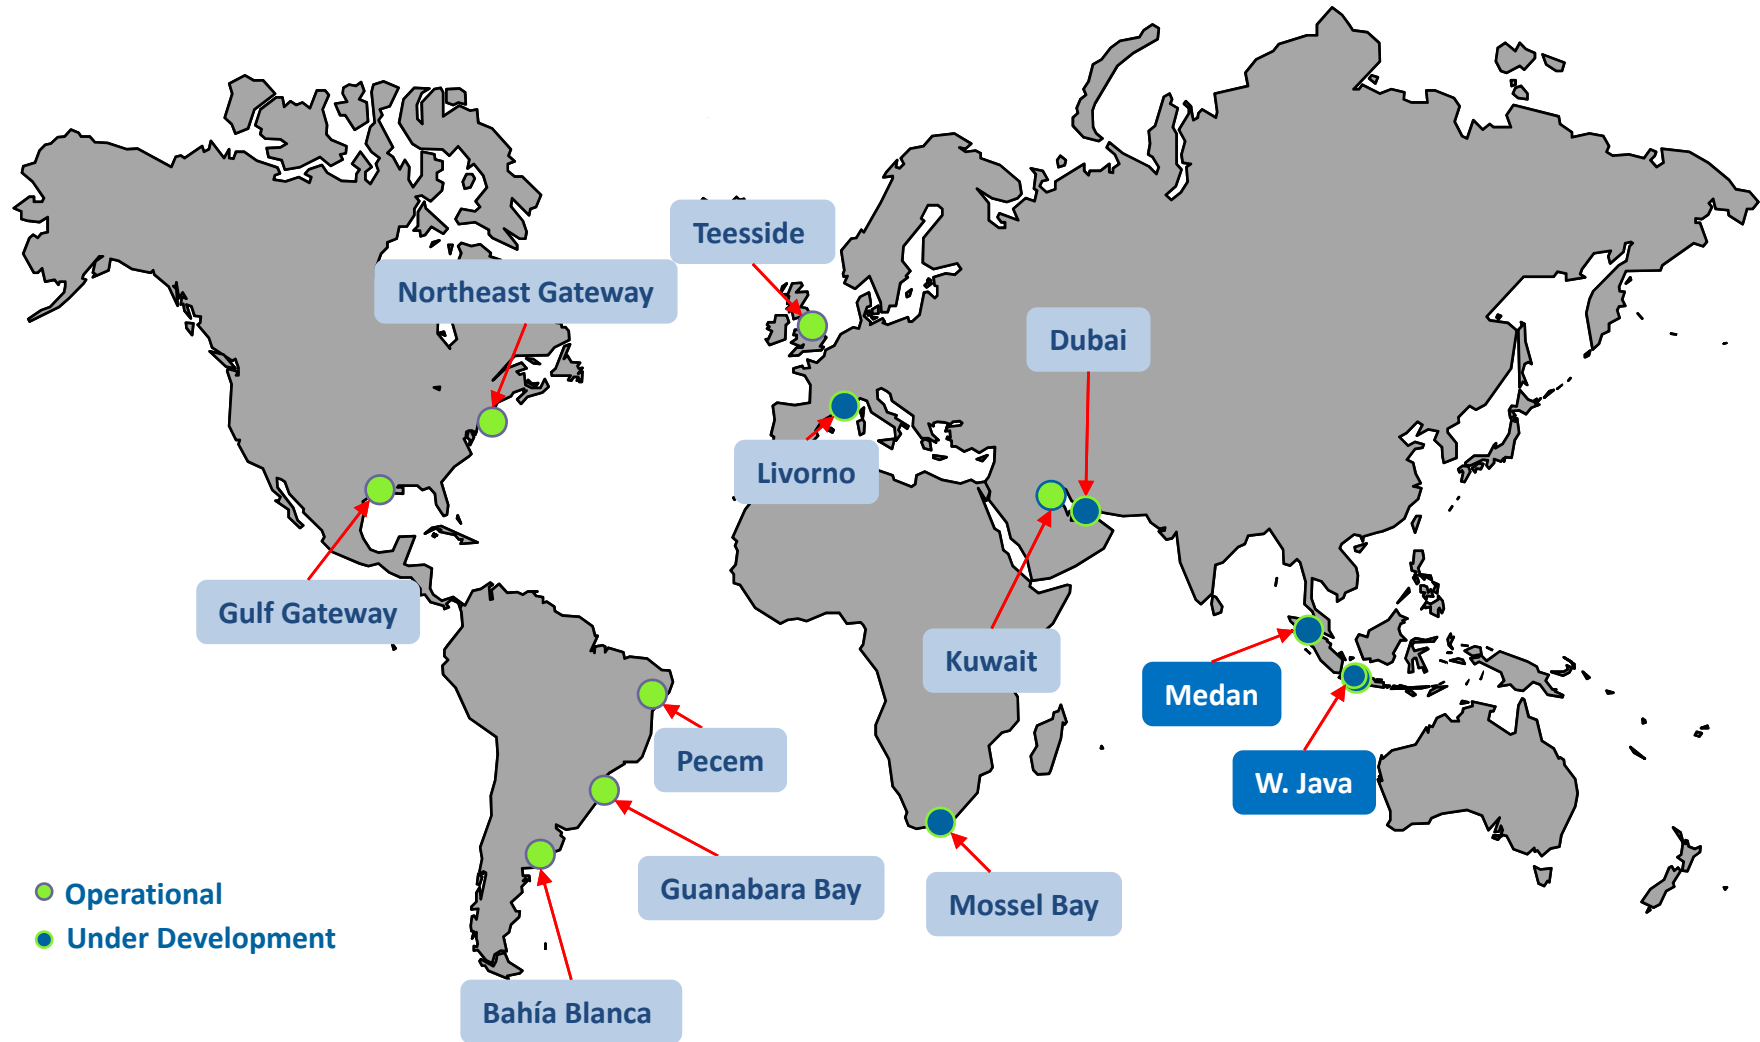 Teesside
Northeast Gateway
Dubai
Livorno
Gulf Gateway
Kuwait
Medan
Pecem
W. Java
Guanabara Bay
Mossel Bay
Operational
Under Development
Bahía Blanca